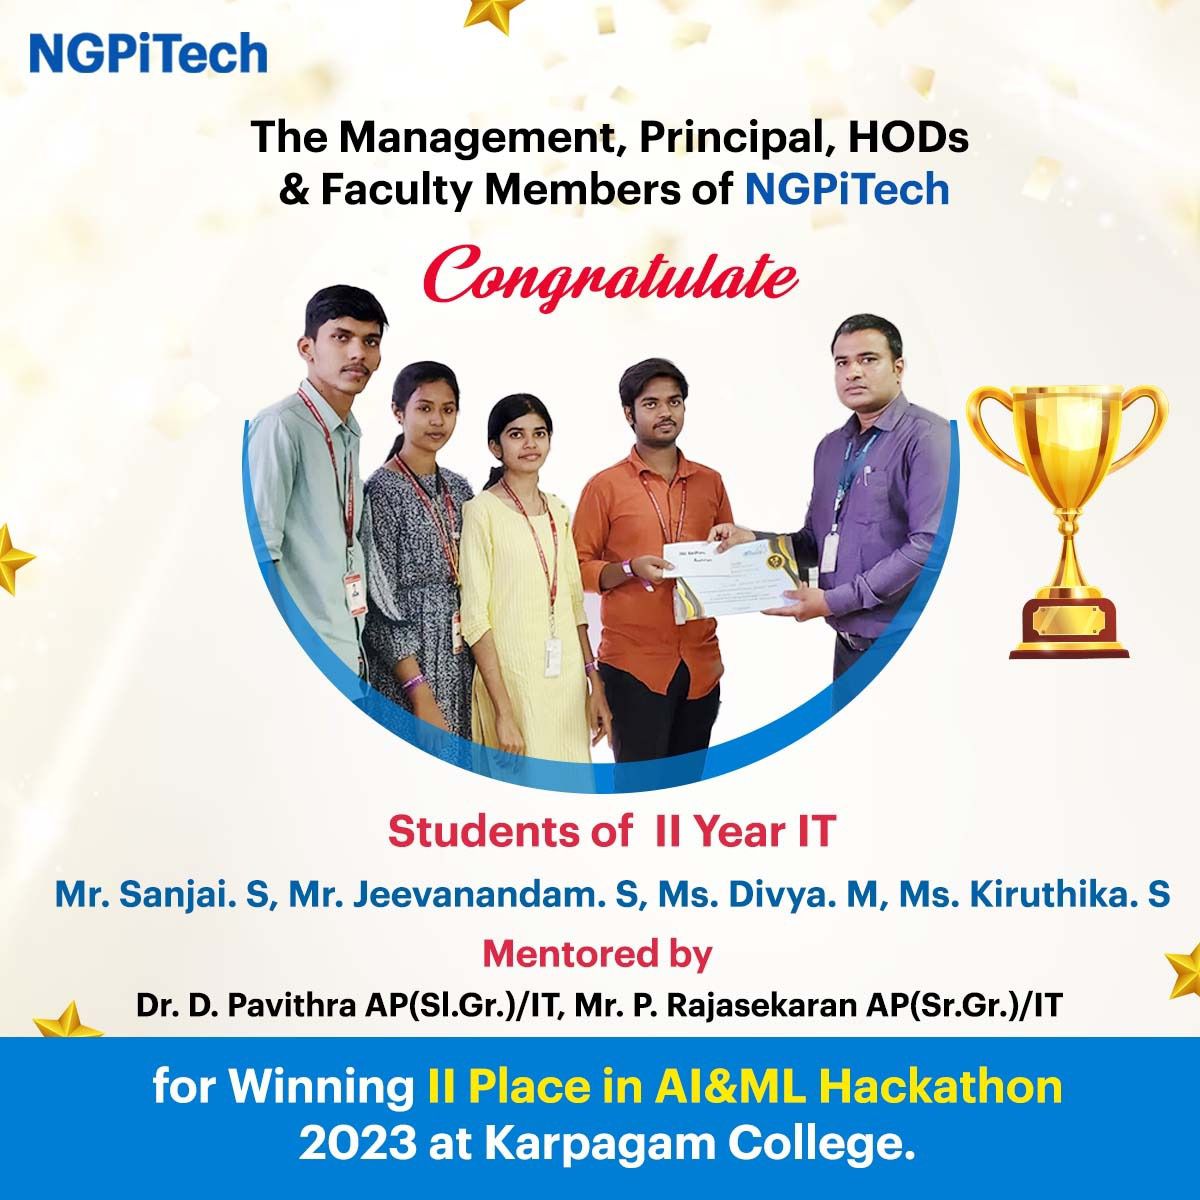 NGPiTech
The Management, Principal, HODs
& Faculty Members of NGPiTech
Congratulate
Students of II Year IT
Mr. Sanjai. S, Mr. Jeevanandam. S, Ms. Divya. M, Ms. Kiruthika. S
Mentored by
Dr. D. Pavithra AP(Sl.Gr.)/IT, Mr. P. Rajasekaran AP(Sr.Gr.)/IT
for Winning II Place in AI&ML Hackathon
2023 at Karpagam College.